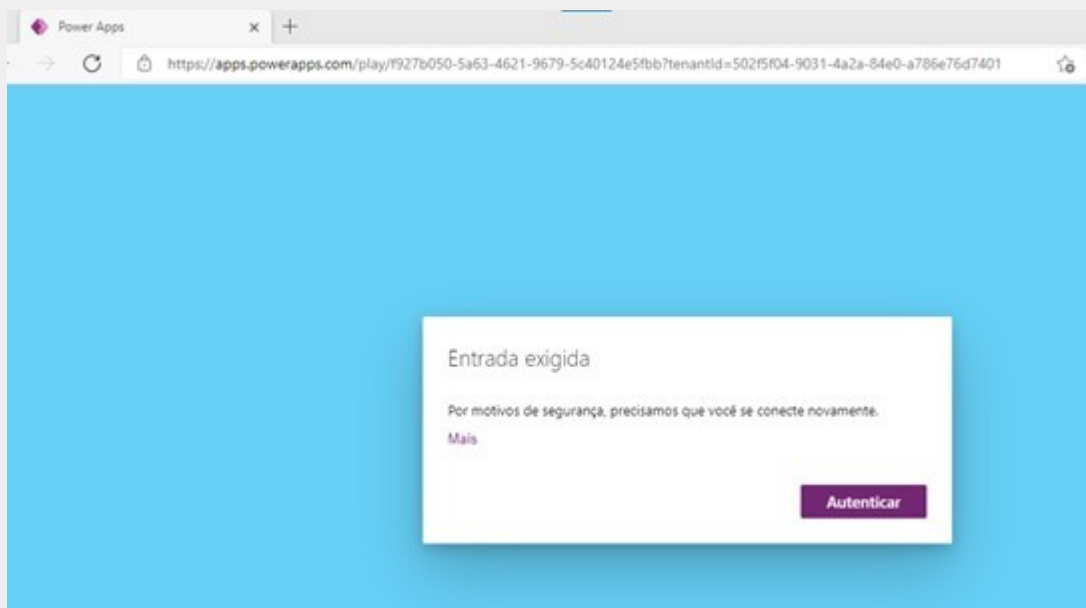 Power Apps
https://apps.powerapps.com/play/f927b050-5a63-4621-9679-5c40124e5fbb?tenantId=502f5f04-9031-4a2a-84e0-a786e76d7401
Entrada exigida
Por motivos de segurança, precisamos que você se conecte novamente.
Mais
Autenticar